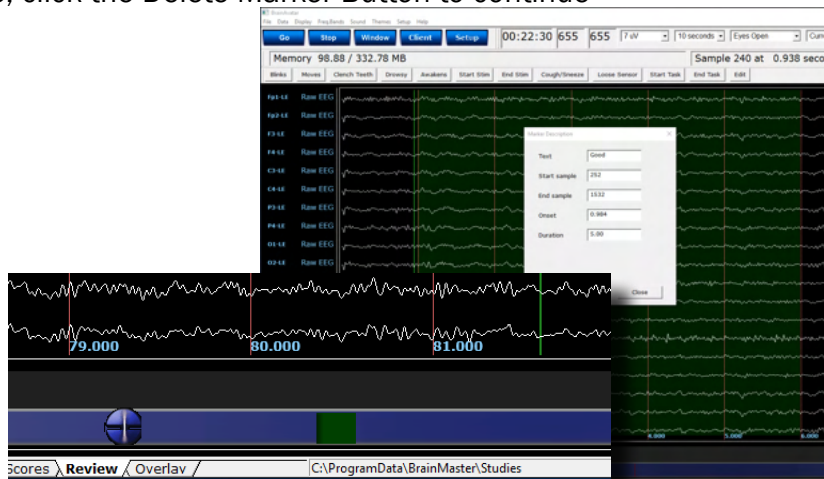 , click the Delete Marker Button to continue
BrainAvatar
File Data Display Freq.Bands Sound Themes Setup Help
Go Stop Window Client Setup 00:22:30 655 655 7 uV 10 seconds Eyes Open
Memory 98.88 / 332.78 MB Sample 240 at 0.938 seco
Blinks Moves Clench Teeth Drowsy Awakens Start Stim End Stim Cough/Sneeze Loose Sensor Start Task End Task Edit
Fp1-LE Raw EEG
Fp2-LE Raw EEG
F3-LE Raw EEG
F4-LE Raw EEG
C3-LE Raw EEG
C4-LE Raw EEG
P3-LE Raw EEG
P4-LE Raw EEG
O1-LE Raw EEG
O2-LE Raw EEG
Marker Description
Text Good
Start sample 252
End sample 1532
Onset 0.984
Duration 5.00
Close
79.000 80.000 81.000
4.000 5.000 6.000
Scores Review Overlay C:\ProgramData\BrainMaster\Studies